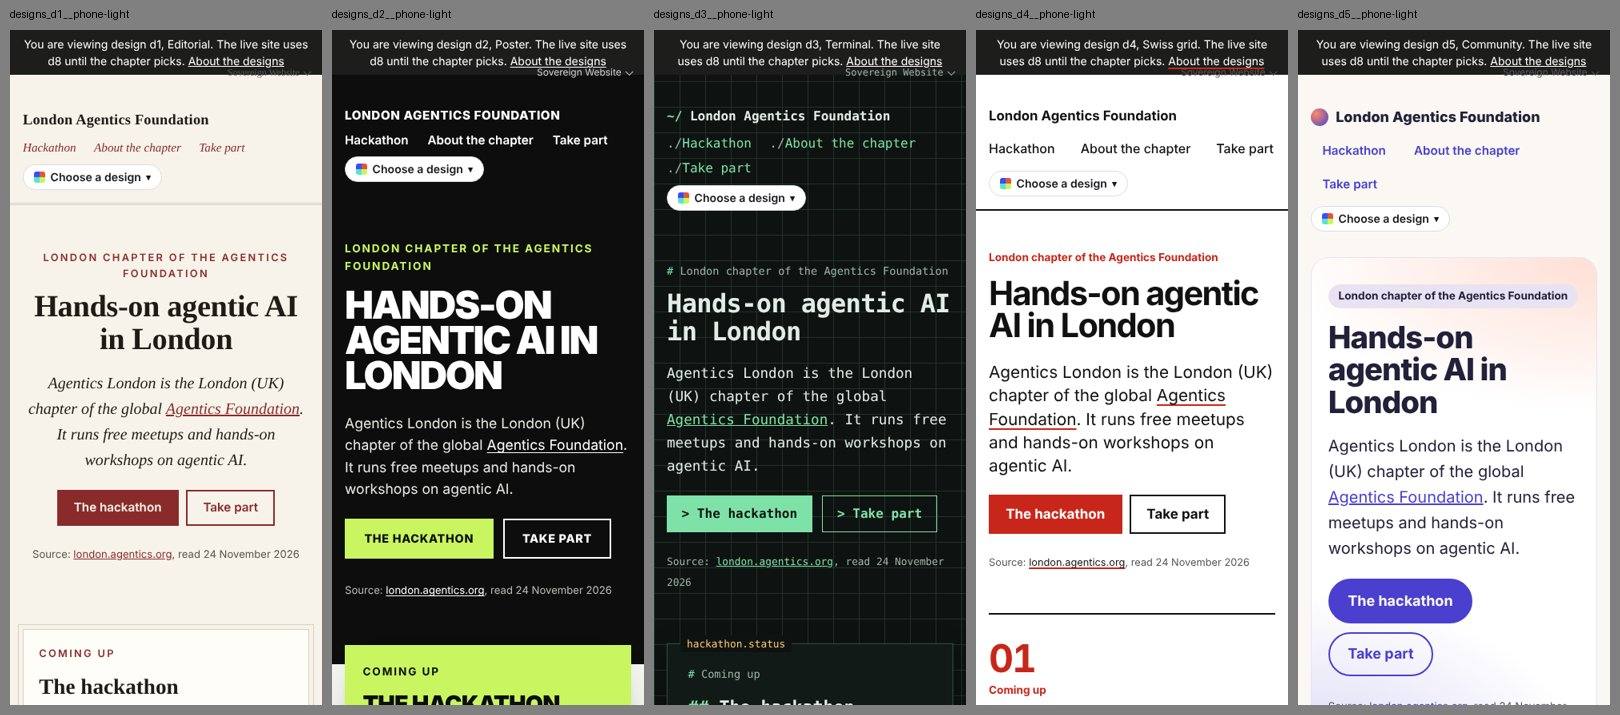 designs_d1__phone-light
You are viewing design d1, Editorial. The live site uses
d8 until the chapter picks. About the designs
Sovereign Website
London Agentics Foundation
Hackathon About the chapter Take part
Choose a design ▾
LONDON CHAPTER OF THE AGENTICS
FOUNDATION
Hands-on agentic AI
in London
Agentics London is the London (UK)
chapter of the global Agentics Foundation.
It runs free meetups and hands-on
workshops on agentic AI.
The hackathon Take part
Source: london.agentics.org, read 24 November 2026
COMING UP
The hackathon
designs_d2__phone-light
You are viewing design d2, Poster. The live site uses
d8 until the chapter picks. About the designs
Sovereign Website
LONDON AGENTICS FOUNDATION
Hackathon About the chapter Take part
Choose a design ▾
LONDON CHAPTER OF THE AGENTICS
FOUNDATION
HANDS-ON
AGENTIC AI IN
LONDON
Agentics London is the London (UK)
chapter of the global Agentics Foundation.
It runs free meetups and hands-on
workshops on agentic AI.
THE HACKATHON TAKE PART
Source: london.agentics.org, read 24 November 2026
COMING UP
THE HACKATHON
designs_d3__phone-light
You are viewing design d3, Terminal. The live site
uses d8 until the chapter picks. About the designs
Sovereign Website
~/ London Agentics Foundation
./Hackathon ./About the chapter
./Take part
Choose a design ▾
# London chapter of the Agentics Foundation
Hands-on agentic AI
in London
Agentics London is the London
(UK) chapter of the global
Agentics Foundation. It runs free
meetups and hands-on workshops on
agentic AI.
> The hackathon > Take part
Source: london.agentics.org, read 24 November
2026
hackathon.status
# Coming up
## The hackathon
designs_d4__phone-light
You are viewing design d4, Swiss grid. The live site
uses d8 until the chapter picks. About the designs
Sovereign Website
London Agentics Foundation
Hackathon About the chapter Take part
Choose a design ▾
London chapter of the Agentics Foundation
Hands-on agentic
AI in London
Agentics London is the London (UK)
chapter of the global Agentics
Foundation. It runs free meetups
and hands-on workshops on
agentic AI.
The hackathon Take part
Source: london.agentics.org, read 24 November 2026
01
Coming up
designs_d5__phone-light
You are viewing design d5, Community. The live site
uses d8 until the chapter picks. About the designs
Sovereign Website
London Agentics Foundation
Hackathon About the chapter
Take part
Choose a design ▾
London chapter of the Agentics Foundation
Hands-on
agentic AI in
London
Agentics London is the London
(UK) chapter of the global
Agentics Foundation. It runs free
meetups and hands-on
workshops on agentic AI.
The hackathon
Take part
Source: london.agentics.org, read 24 November